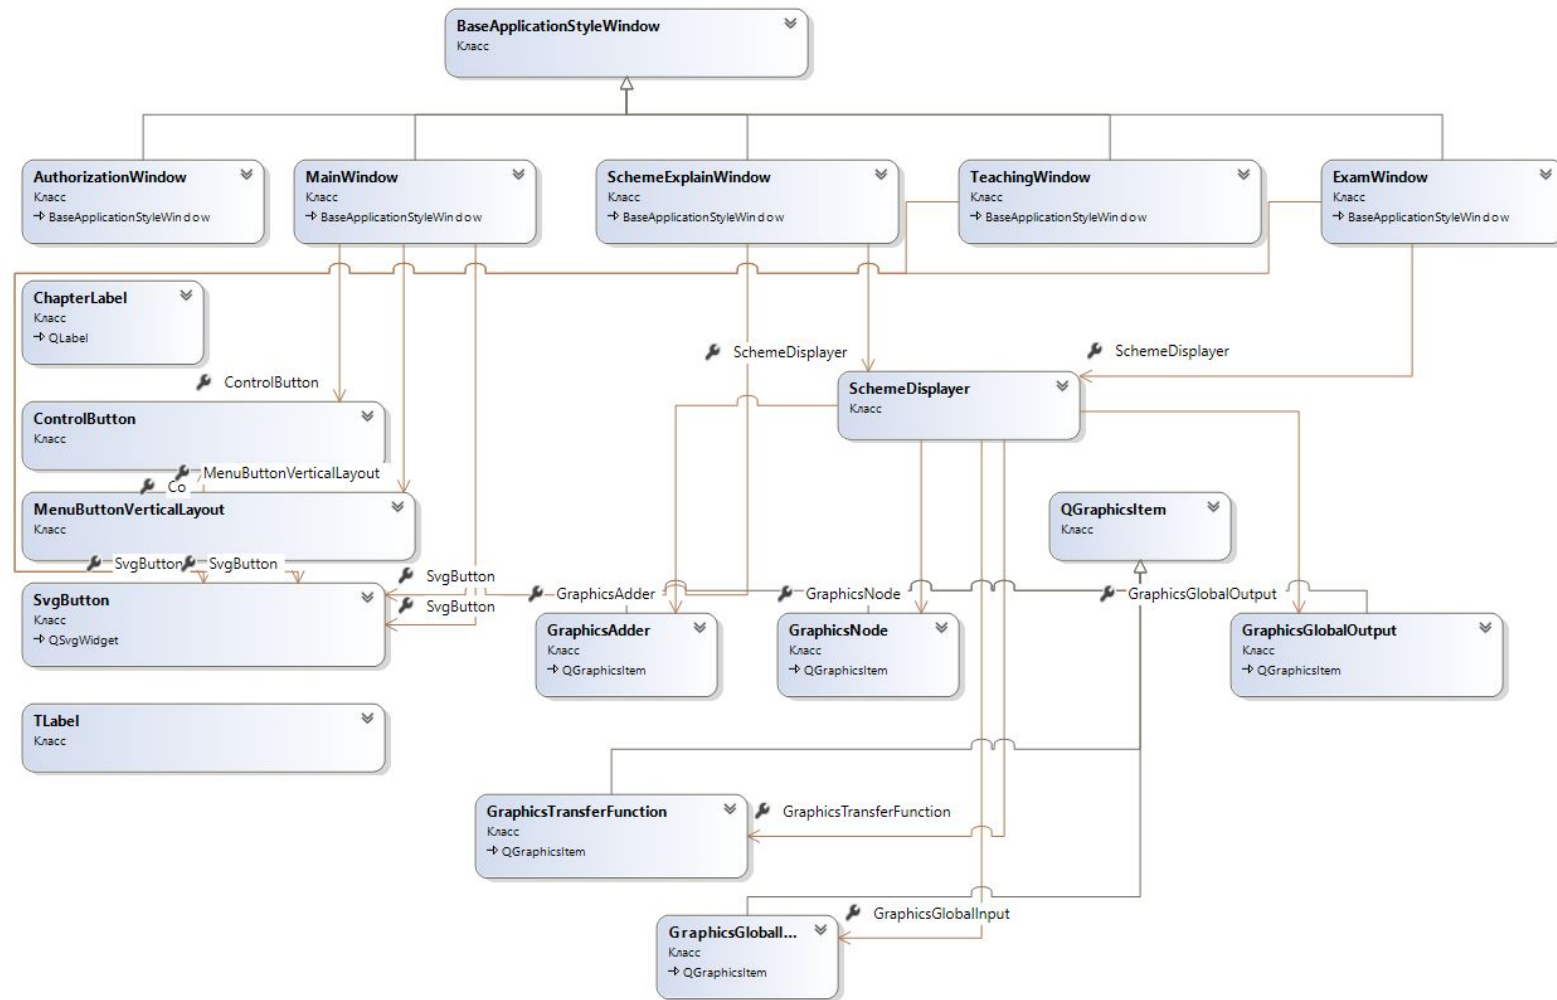 BaseApplicationStyleWindow
Класс
AuthorizationWindow
Класс
BaseApplicationStyleWindow
MainWindow
Класс
BaseApplicationStyleWindow
SchemeExplainWindow
Класс
BaseApplicationStyleWindow
TeachingWindow
Класс
BaseApplicationStyleWindow
ExamWindow
Класс
BaseApplicationStyleWindow
ChapterLabel
Класс
QLabel
SchemeDisplayer
SchemeDisplayer
ControlButton
SchemeDisplayer
Класс
ControlButton
Класс
MenuButtonVerticalLayout
Co
MenuButtonVerticalLayout
Класс
QGraphicsItem
Класс
SvgButton
SvgButton
SvgButton
SvgButton
GraphicsAdder
GraphicsNode
GraphicsGlobalOutput
SvgButton
Класс
QSvgWidget
GraphicsAdder
Класс
QGraphicsItem
GraphicsNode
Класс
QGraphicsItem
GraphicsGlobalOutput
Класс
QGraphicsItem
TLabel
Класс
GraphicsTransferFunction
Класс
QGraphicsItem
GraphicsTransferFunction
GraphicsGlobalInput
GraphicsGlobalI...
Класс
QGraphicsItem